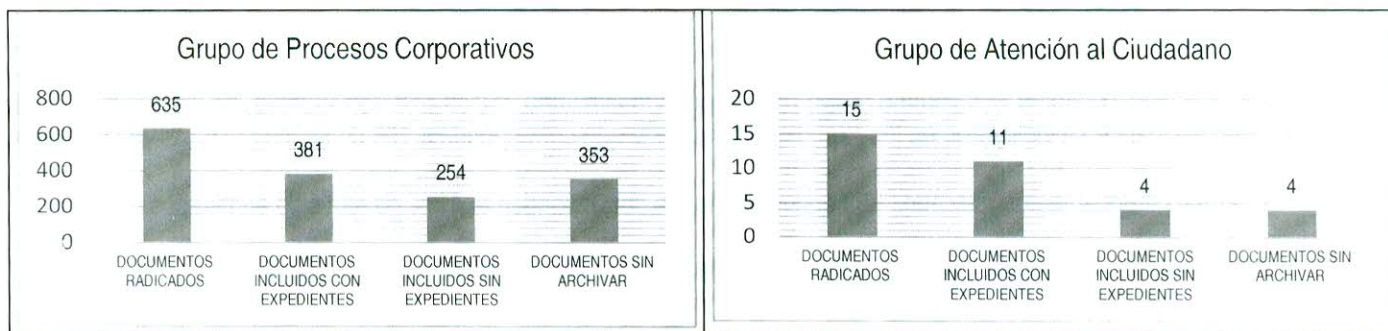 Grupo de Procesos Corporativos
800
600
400
200
0
635
381
254
353
DOCUMENTOS
RADICADOS
DOCUMENTOS
INCLUIDOS CON
EXPEDIENTES
DOCUMENTOS
INCLUIDOS SIN
EXPEDIENTES
DOCUMENTOS SIN
ARCHIVAR
Grupo de Atención al Ciudadano
20
15
10
5
0
15
11
4
4
DOCUMENTOS
RADICADOS
DOCUMENTOS
INCLUIDOS CON
EXPEDIENTES
DOCUMENTOS
INCLUIDOS SIN
EXPEDIENTES
DOCUMENTOS SIN
ARCHIVAR